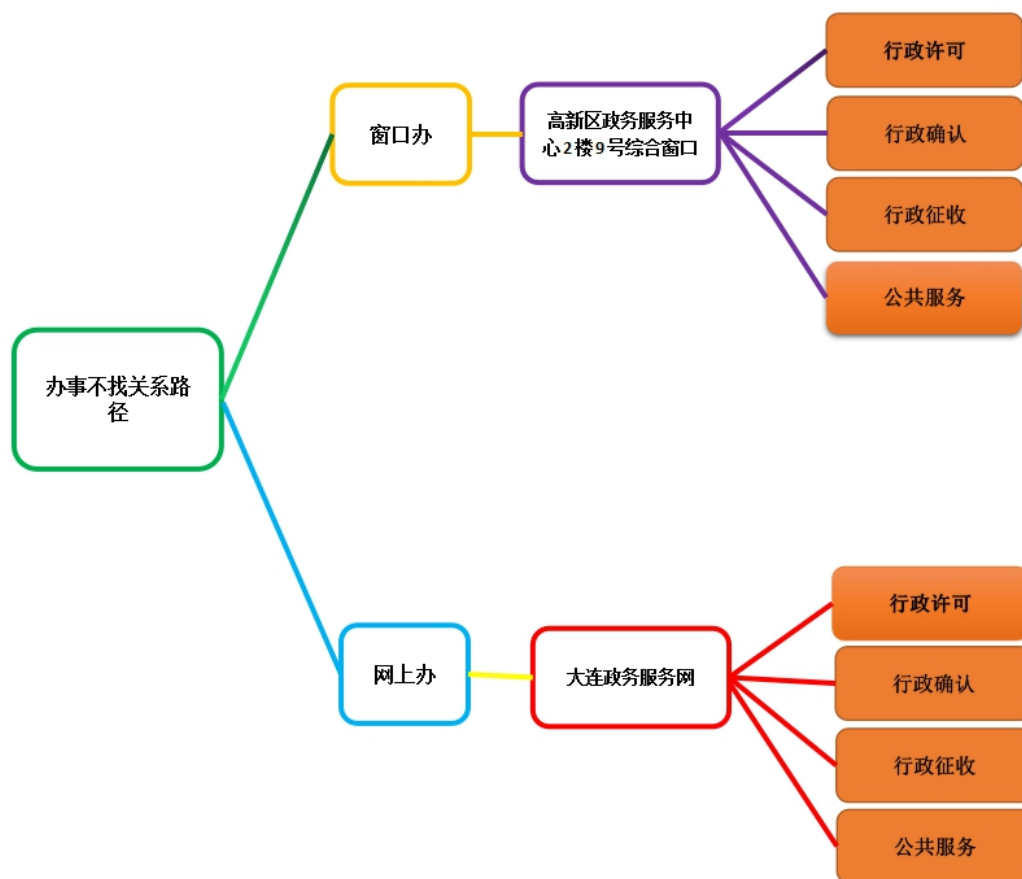 办事不找关系路
径
窗口办
高新区政务服务中
心2楼9号综合窗口
行政许可
行政确认
行政征收
公共服务
网上办
大连政务服务网
行政许可
行政确认
行政征收
公共服务